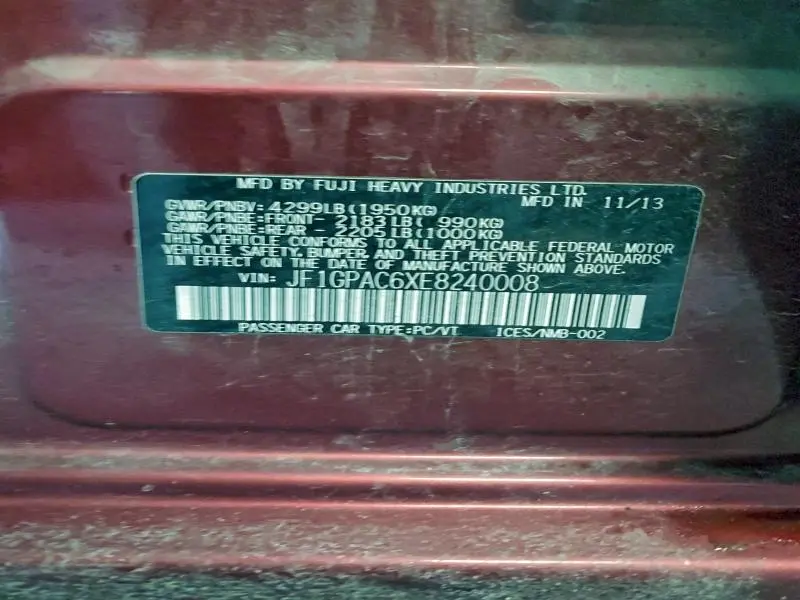 MFD BY FUJI HEAVY INDUSTRIES LTD.
GVWR/PNBV: 4299LB(1950KG) MFD IN 11/13
GAWR/PNBE:FRONT- 2183LB( 990KG)
GAWR/PNBE:REAR - 2205LB(1000KG)
THIS VEHICLE CONFORMS TO ALL APPLICABLE FEDERAL MOTOR
VEHICLE SAFETY, BUMPER, AND THEFT PREVENTION STANDARDS
IN EFFECT ON THE DATE OF MANUFACTURE SHOWN ABOVE.
VIN: JF1GPAC6XE8240008
PASSENGER CAR TYPE:PC/VT ICES/NMB-002